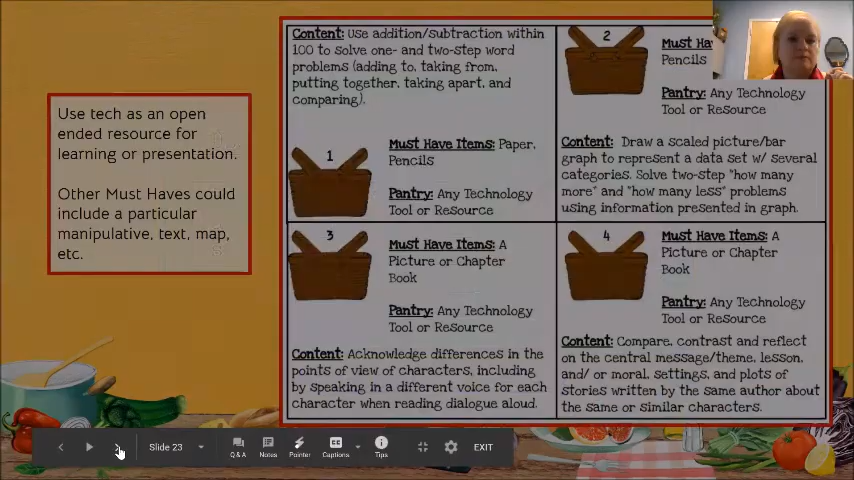 Use tech as an open
ended resource for
learning or presentation.
Other Must Haves could
include a particular
manipulative, text, map,
etc.
Content: Use addition/subtraction within
100 to solve one- and two-step word
problems (adding to, taking from,
putting together, taking apart, and
comparing).
1
Must Have Items: Paper,
Pencils
Pantry: Any Technology
Tool or Resource
2
Must Ha
Pencils
Pantry: Any Technology
Tool or Resource
Content: Draw a scaled picture/bar
graph to represent a data set w/ several
categories. Solve two-step "how many
more" and "how many less" problems
using information presented in graph.
3
Must Have Items: A
Picture or Chapter
Book
Pantry: Any Technology
Tool or Resource
Content: Acknowledge differences in the
points of view of characters, including
by speaking in a different voice for each
character when reading dialogue aloud.
4
Must Have Items: A
Picture or Chapter
Book
Pantry: Any Technology
Tool or Resource
Content: Compare, contrast and reflect
on the central message/theme, lesson,
and/ or moral, settings, and plots of
stories written by the same author about
the same or similar characters.
Slide 23
Q & A
Notes
Pointer
Captions
Tips
EXIT